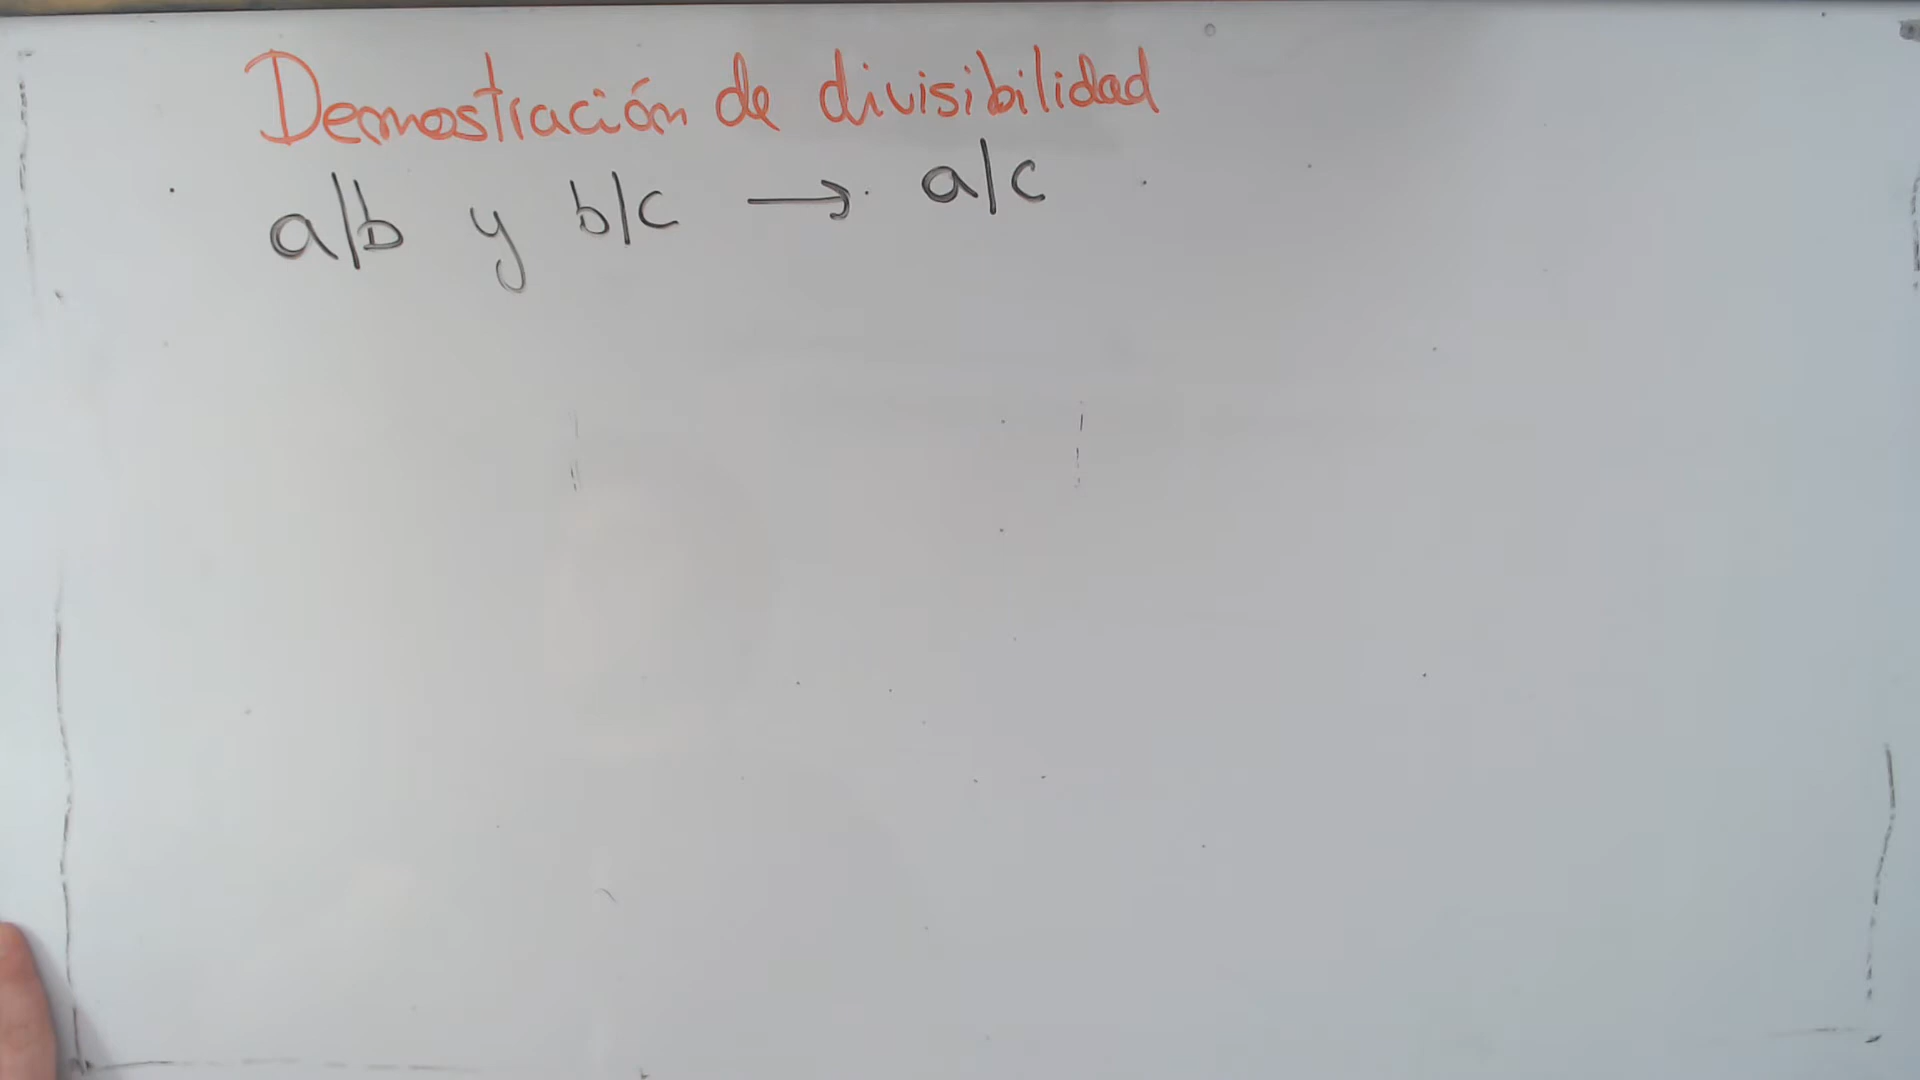 Demostración de divisibilidad
a|b y b|c → a|c